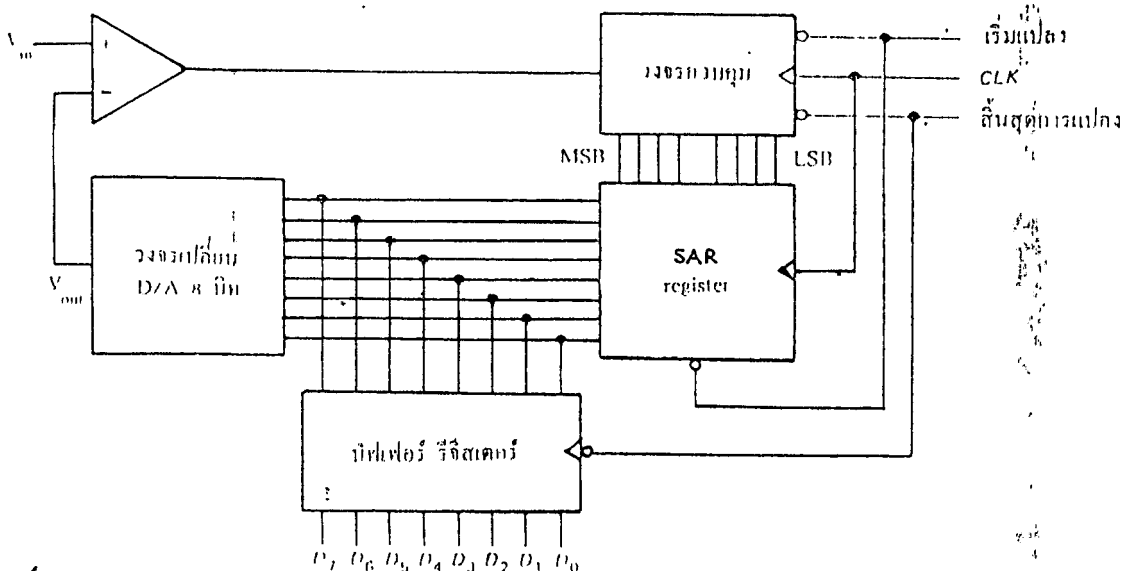 V_in
+
−
วงจรควบคุม
เริ่มแปลง
CLK
สิ้นสุดการแปลง
MSB
LSB
วงจรเปลี่ยน
D/A 8 บิท
V_out
SAR
register
บัฟเฟอร์ รีจิสเตอร์
D7 D6 D5 D4 D3 D2 D1 D0